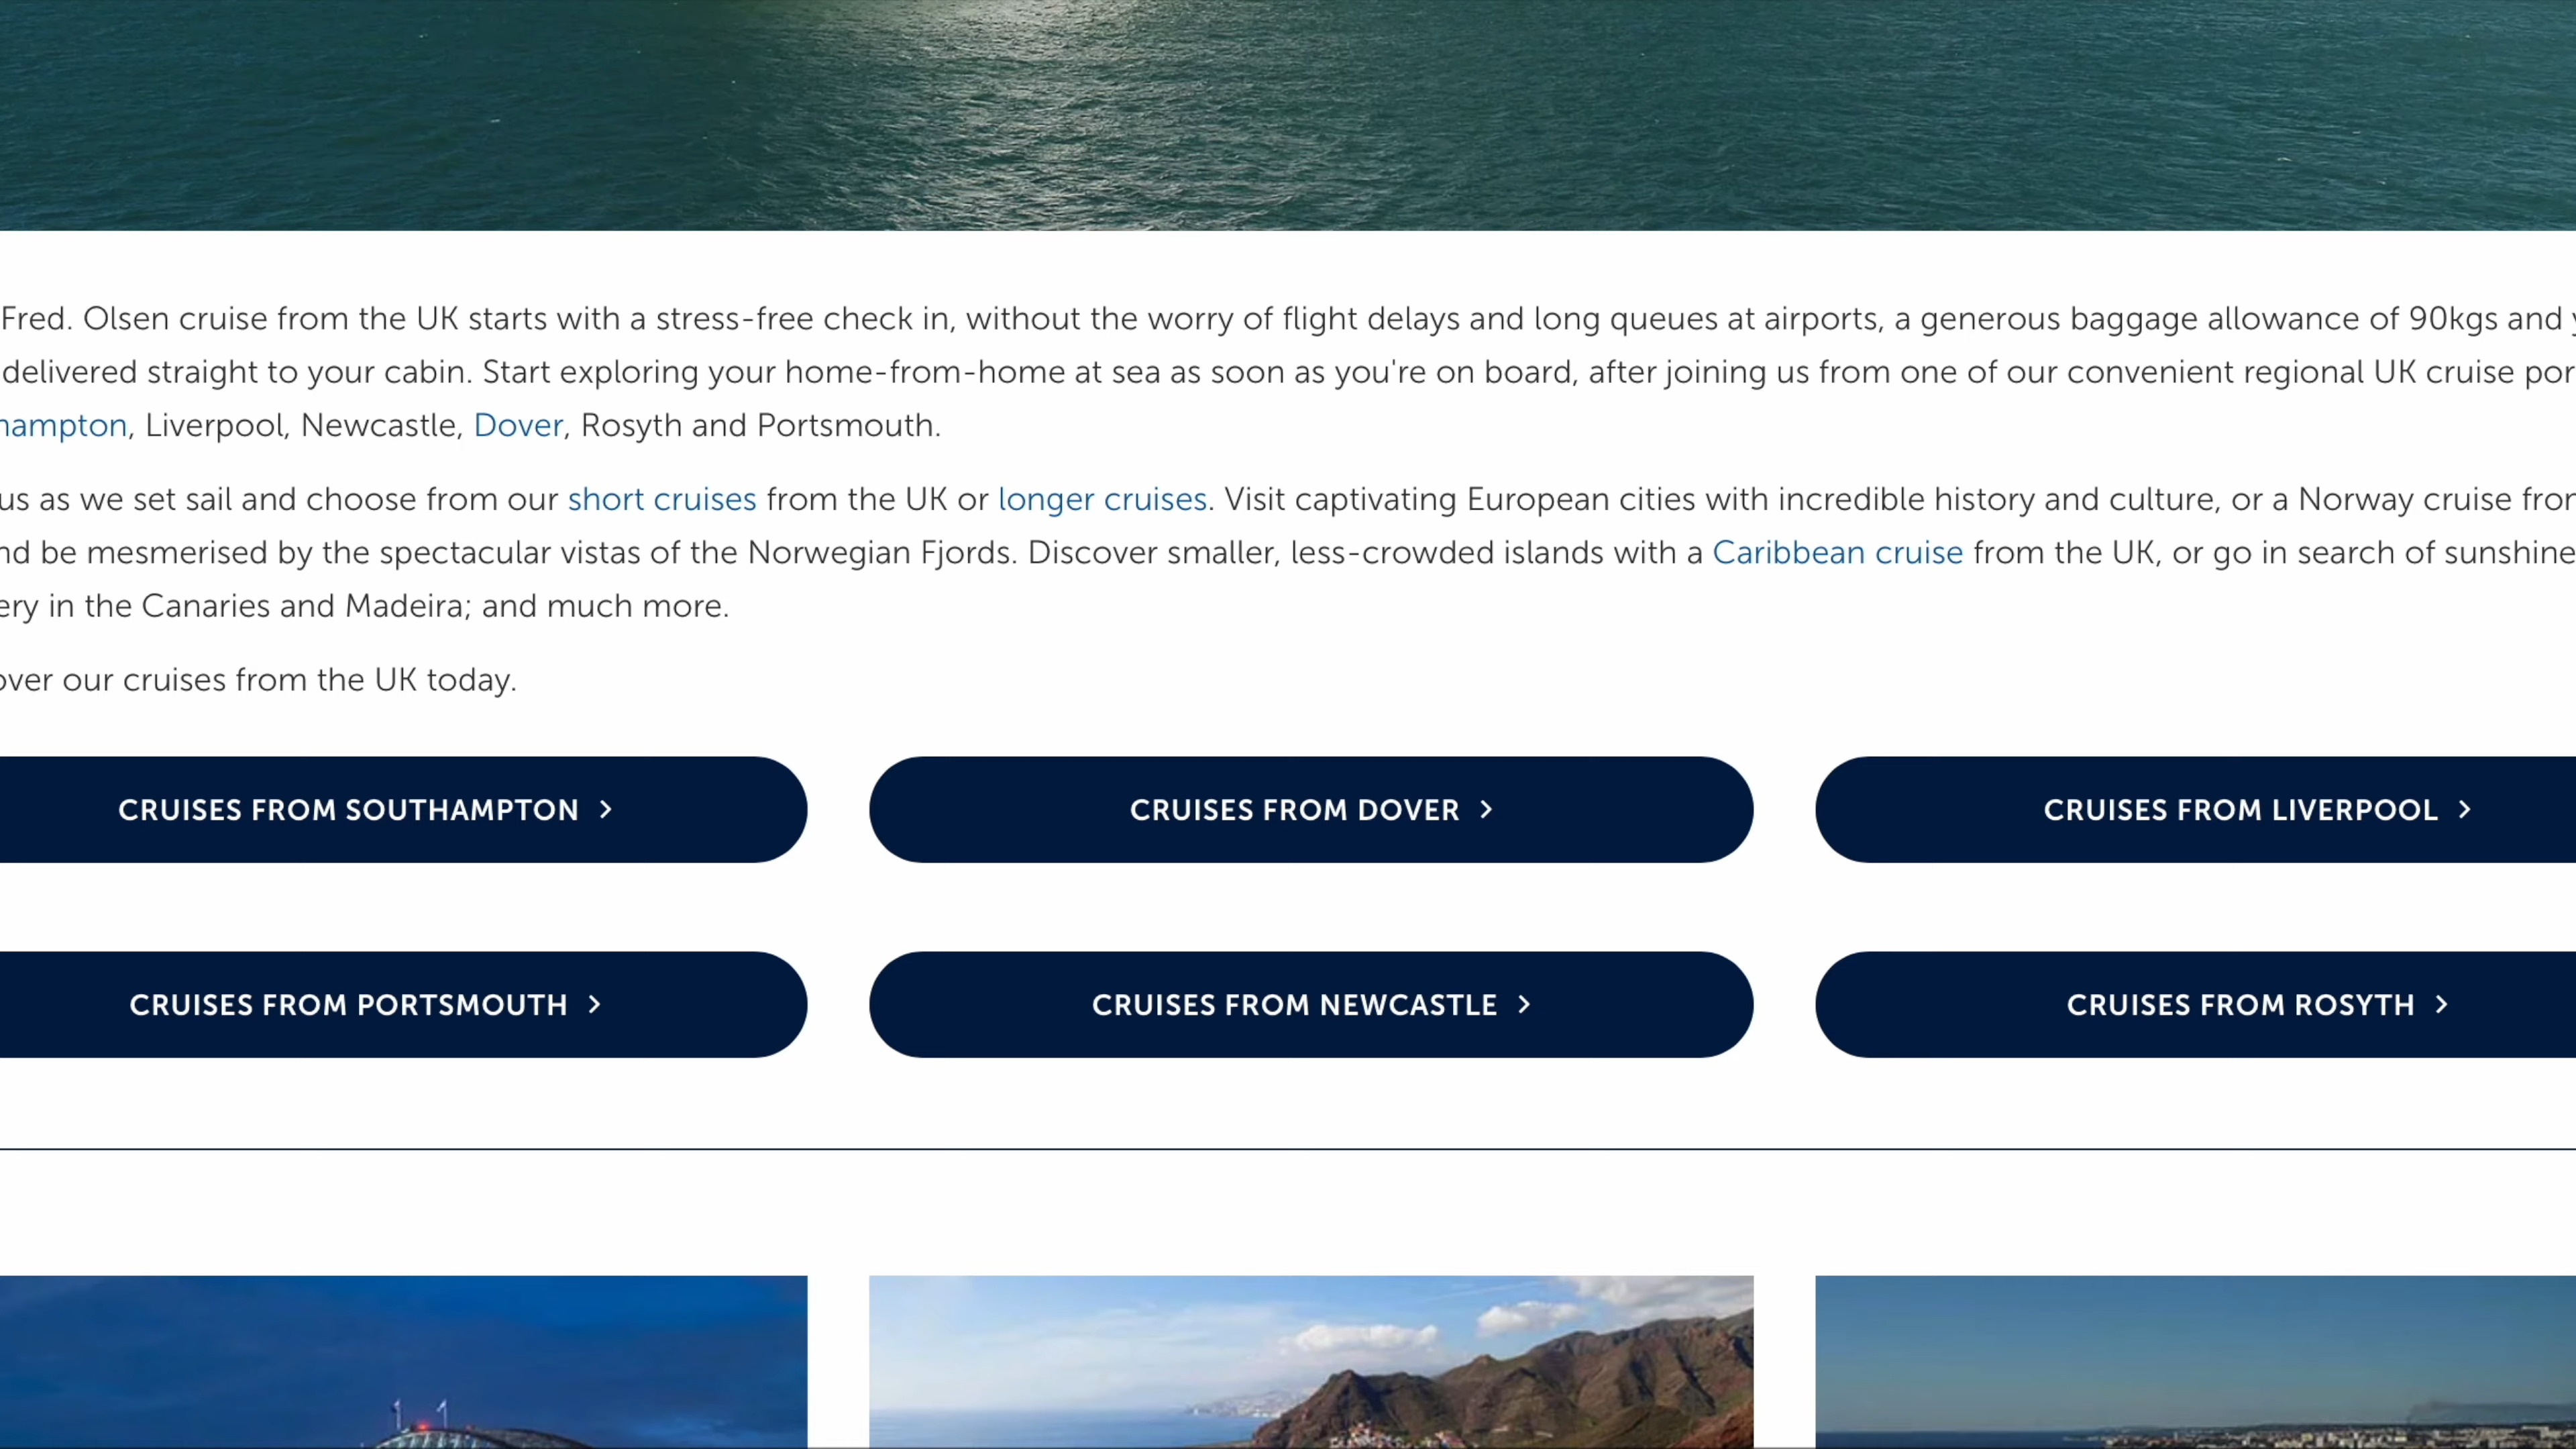 Fred. Olsen cruise from the UK starts with a stress-free check in, without the worry of flight delays and long queues at airports, a generous baggage allowance of 90kgs and
delivered straight to your cabin. Start exploring your home-from-home at sea as soon as you're on board, after joining us from one of our convenient regional UK cruise por
hampton, Liverpool, Newcastle, Dover, Rosyth and Portsmouth.
us as we set sail and choose from our short cruises from the UK or longer cruises. Visit captivating European cities with incredible history and culture, or a Norway cruise from
nd be mesmerised by the spectacular vistas of the Norwegian Fjords. Discover smaller, less-crowded islands with a Caribbean cruise from the UK, or go in search of sunshine
ery in the Canaries and Madeira; and much more.
over our cruises from the UK today.
CRUISES FROM SOUTHAMPTON >
CRUISES FROM DOVER >
CRUISES FROM LIVERPOOL >
CRUISES FROM PORTSMOUTH >
CRUISES FROM NEWCASTLE >
CRUISES FROM ROSYTH >